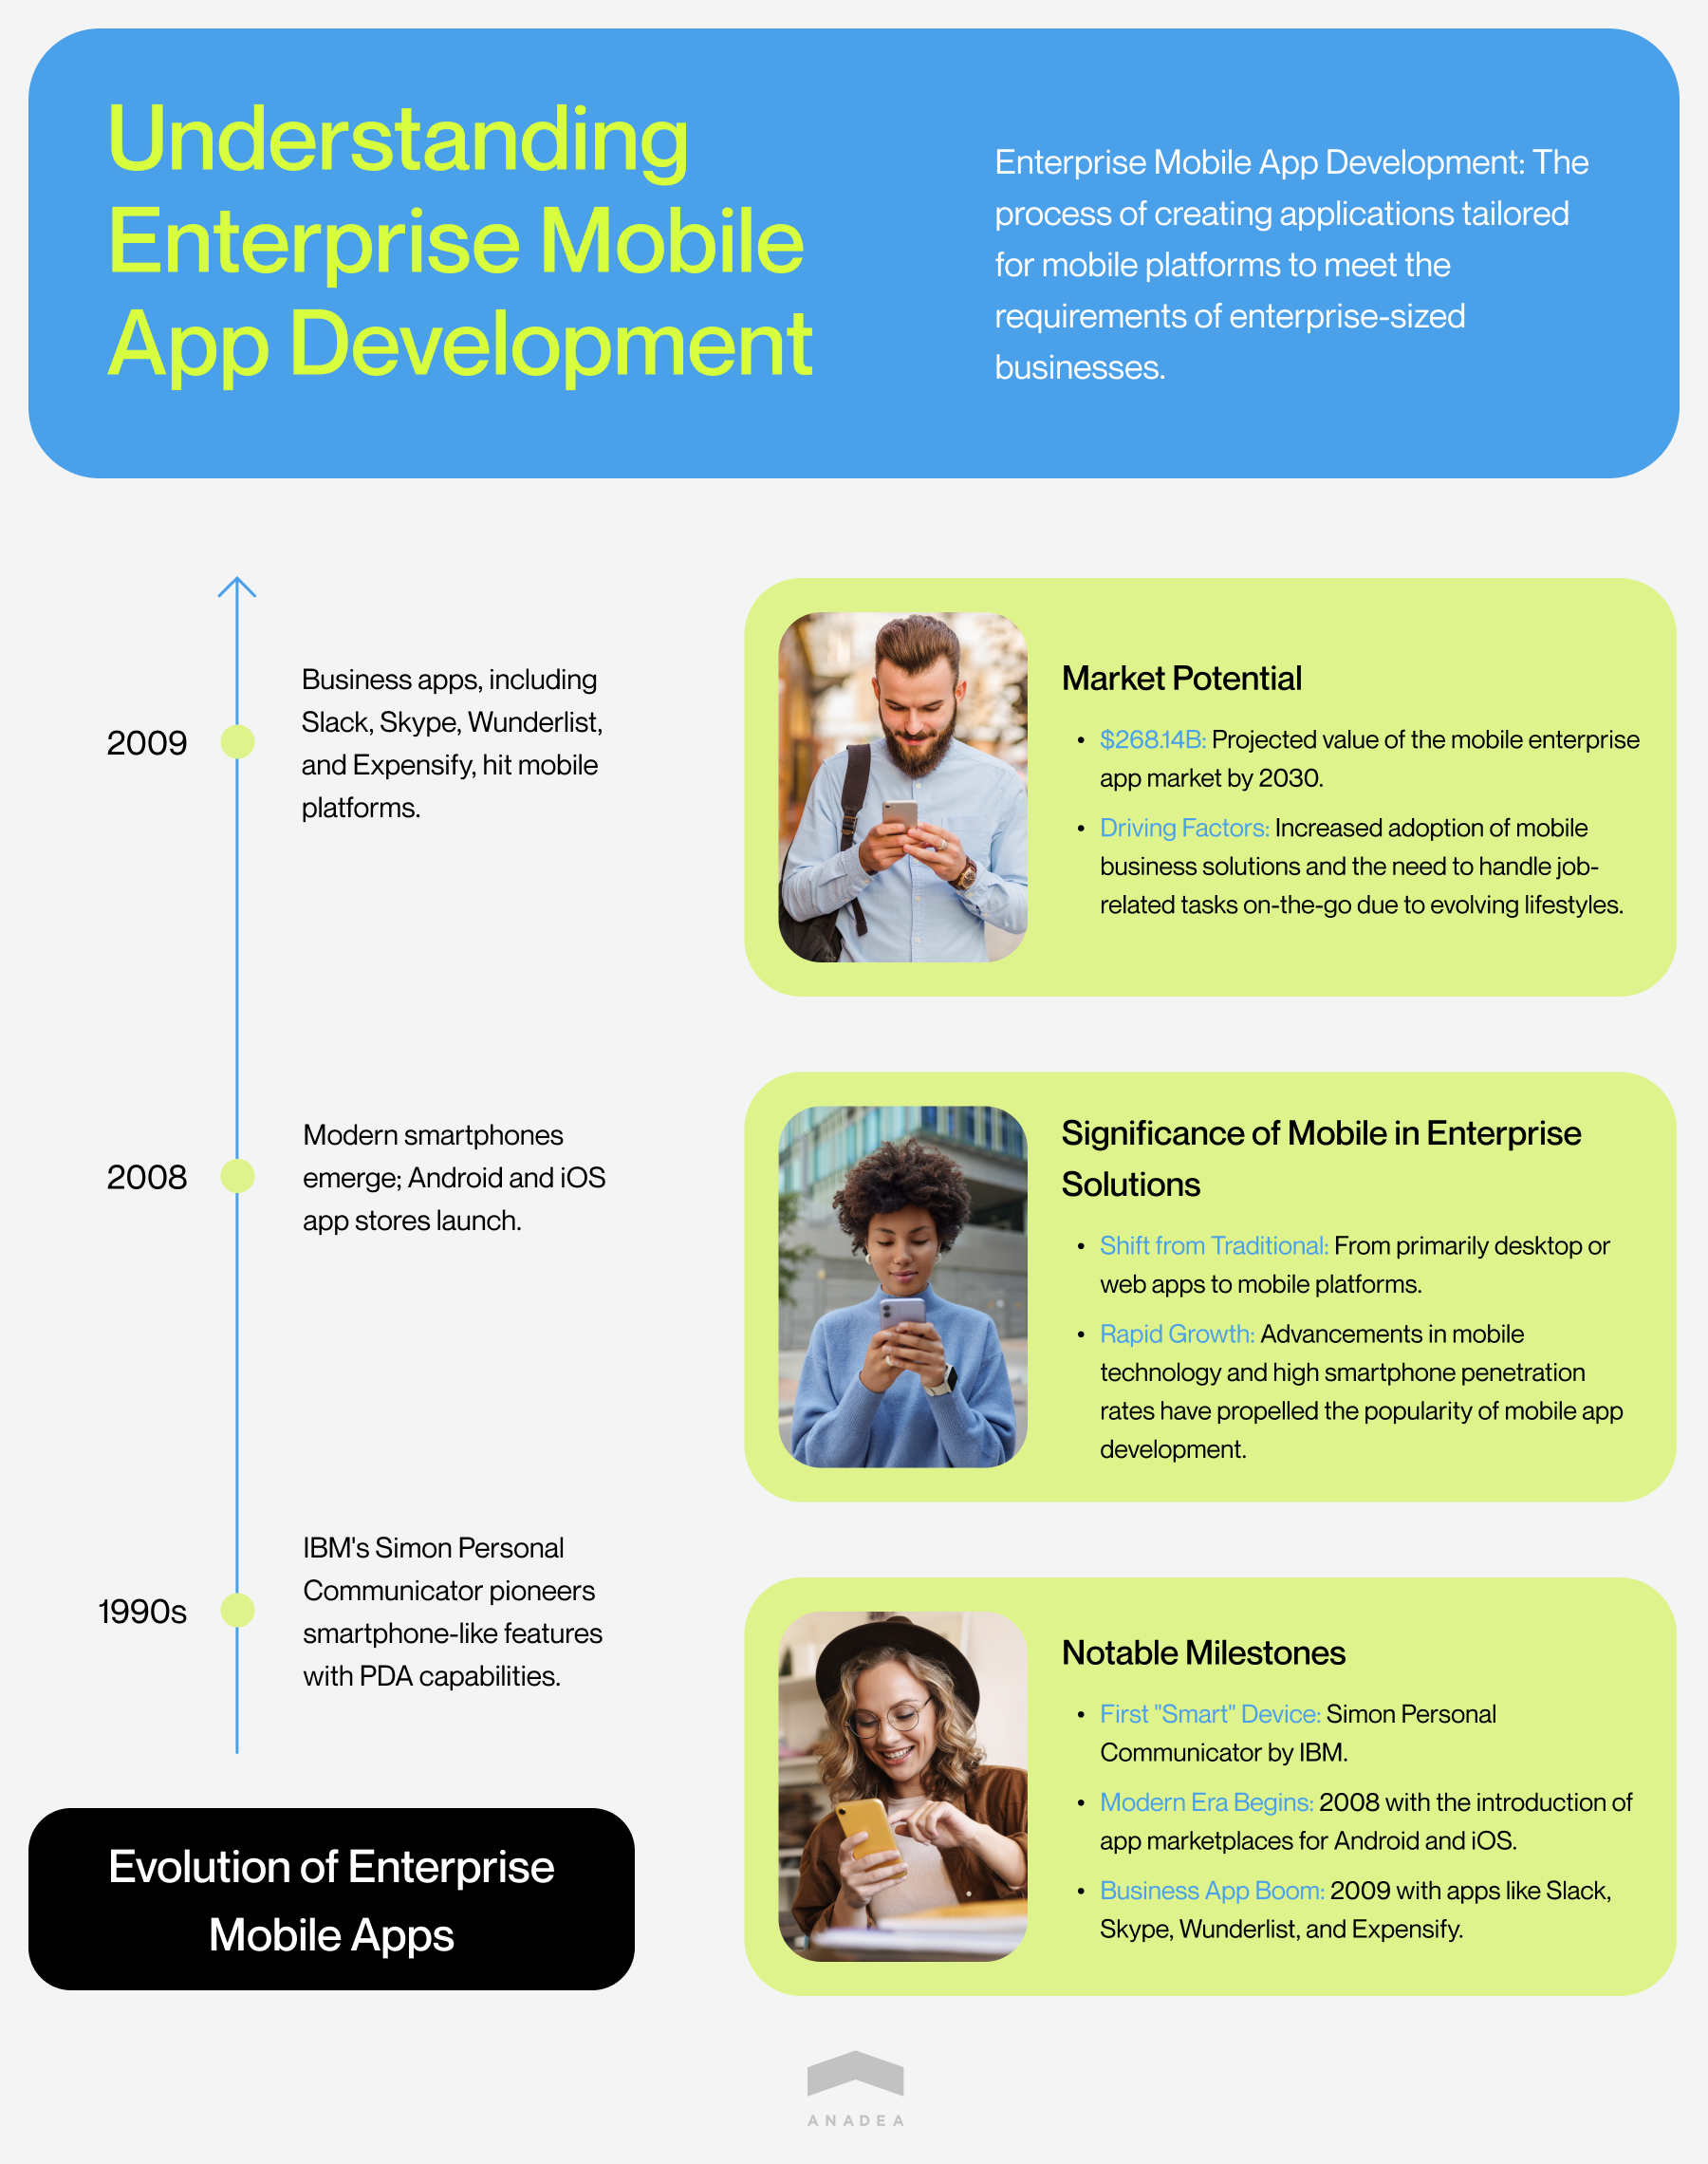 Understanding
Enterprise Mobile
App Development
Enterprise Mobile App Development: The
process of creating applications tailored
for mobile platforms to meet the
requirements of enterprise-sized
businesses.
2009
Business apps, including
Slack, Skype, Wunderlist,
and Expensify, hit mobile
platforms.
2008
Modern smartphones
emerge; Android and iOS
app stores launch.
1990s
IBM's Simon Personal
Communicator pioneers
smartphone-like features
with PDA capabilities.
Evolution of Enterprise
Mobile Apps
Market Potential
• $268.14B: Projected value of the mobile enterprise
app market by 2030.
• Driving Factors: Increased adoption of mobile
business solutions and the need to handle job-
related tasks on-the-go due to evolving lifestyles.
Significance of Mobile in Enterprise
Solutions
• Shift from Traditional: From primarily desktop or
web apps to mobile platforms.
• Rapid Growth: Advancements in mobile
technology and high smartphone penetration
rates have propelled the popularity of mobile app
development.
Notable Milestones
• First "Smart" Device: Simon Personal
Communicator by IBM.
• Modern Era Begins: 2008 with the introduction of
app marketplaces for Android and iOS.
• Business App Boom: 2009 with apps like Slack,
Skype, Wunderlist, and Expensify.
ANADEA